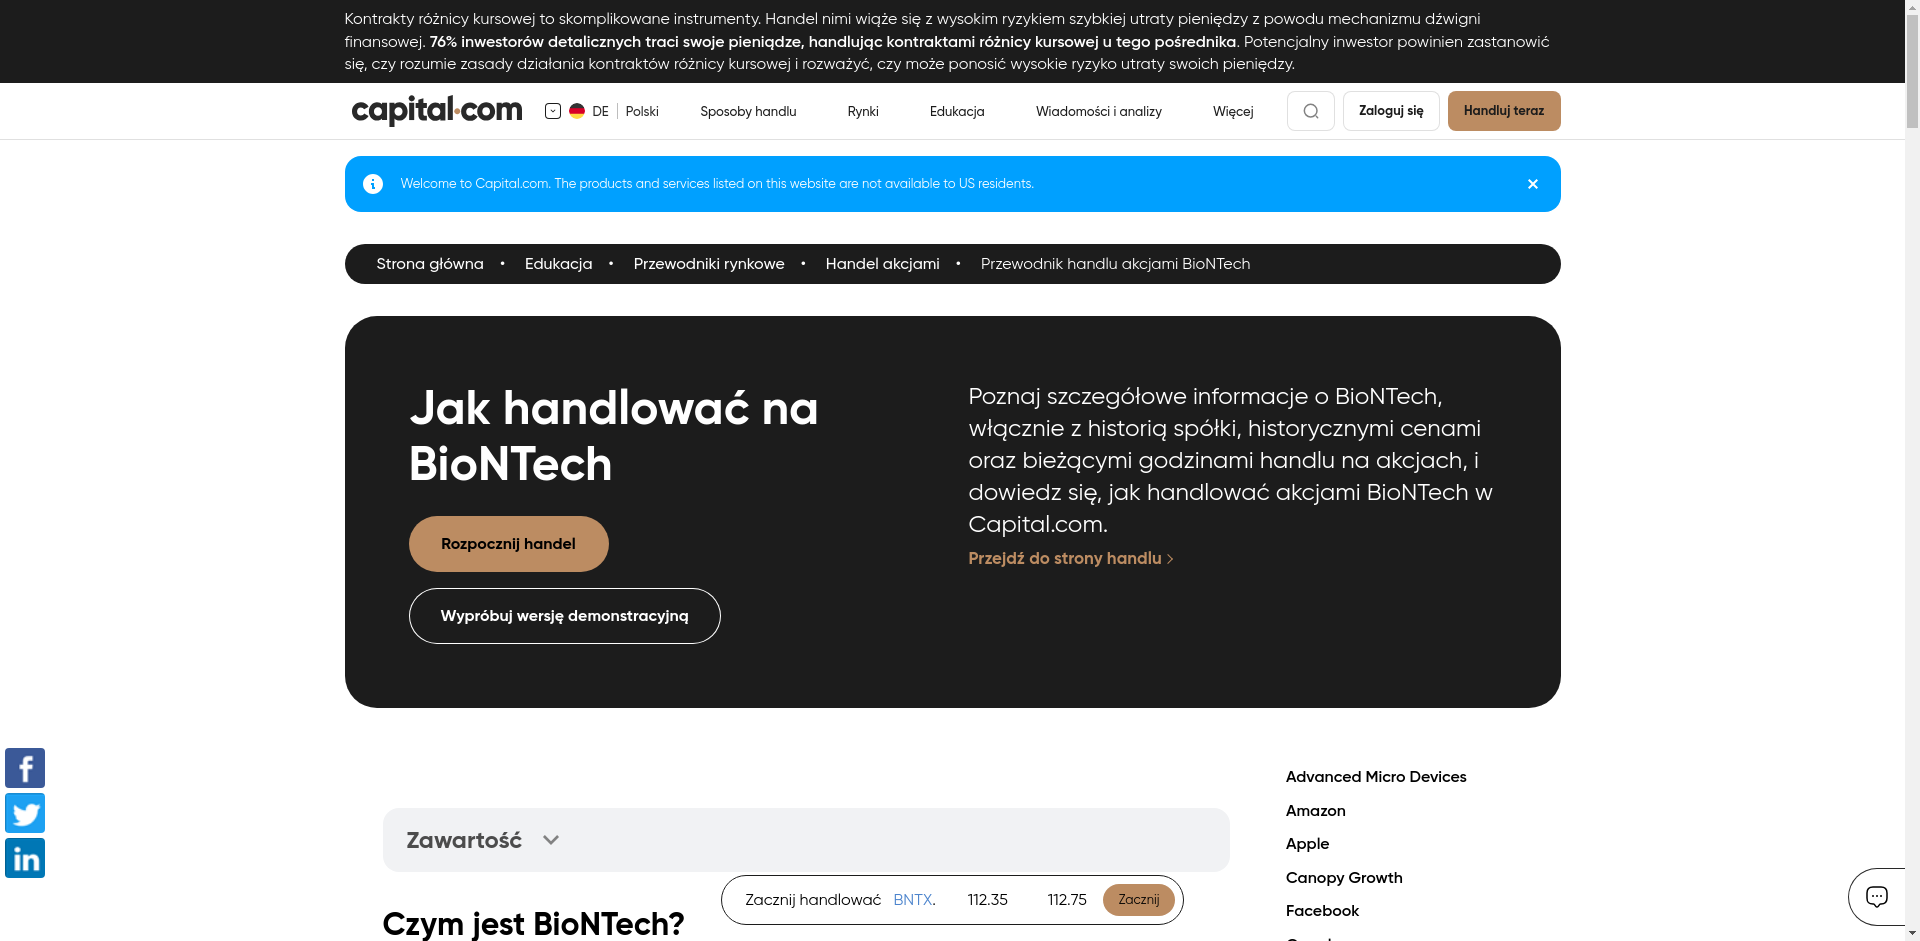 Kontrakty różnicy kursowej to skomplikowane instrumenty. Handel nimi wiąże się z wysokim ryzykiem szybkiej utraty pieniędzy z powodu mechanizmu dźwigni
finansowej. 76% inwestorów detalicznych traci swoje pieniądze, handlując kontraktami różnicy kursowej u tego pośrednika. Potencjalny inwestor powinien zastanowić
się, czy rozumie zasady działania kontraktów różnicy kursowej i rozważyć, czy może ponosić wysokie ryzyko utraty swoich pieniędzy.
capital.com DE Polski Sposoby handlu Rynki Edukacja Wiadomości i analizy Więcej Zaloguj się Handluj teraz
Welcome to Capital.com. The products and services listed on this website are not available to US residents.
Strona główna • Edukacja • Przewodniki rynkowe • Handel akcjami • Przewodnik handlu akcjami BioNTech
Jak handlować na
BioNTech
Rozpocznij handel
Wypróbuj wersję demonstracyjną
Poznaj szczegółowe informacje o BioNTech,
włącznie z historią spółki, historycznymi cenami
oraz bieżącymi godzinami handlu na akcjach, i
dowiedz się, jak handlować akcjami BioNTech w
Capital.com.
Przejdź do strony handlu
Zawartość
Czym jest BioNTech?
Advanced Micro Devices
Amazon
Apple
Canopy Growth
Facebook
Zacznij handlować BNTX. 112.35 112.75 Zacznij